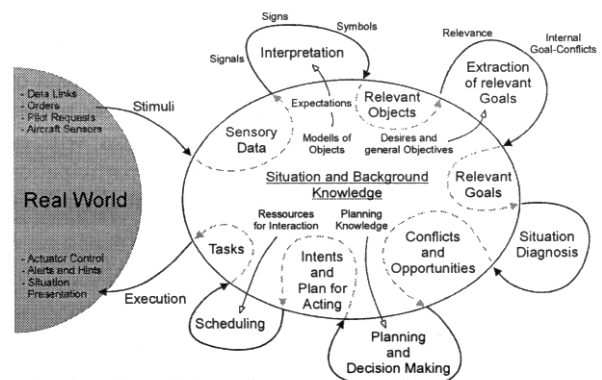 Signs
Symbols
Signals
Interpretation
Relevance
Internal
Goal-Conflicts
Extraction
of relevant
Goals
- Data Links
- Orders
- Pilot Requests
- Aircraft Sensors
Stimuli
Expectations
Relevant
Objects
Sensory
Data
Modells of
Objects
Desires and
general Objectives
Situation and Background
Knowledge
Relevant
Goals
Real World
Ressources
for Interaction
Planning
Knowledge
Tasks
Intents
and
Plan for
Acting
Conflicts
and
Opportunities
Situation
Diagnosis
- Actuator Control
- Alerts and Hints
- Situation
Presentation
Execution
Scheduling
Planning
and
Decision Making